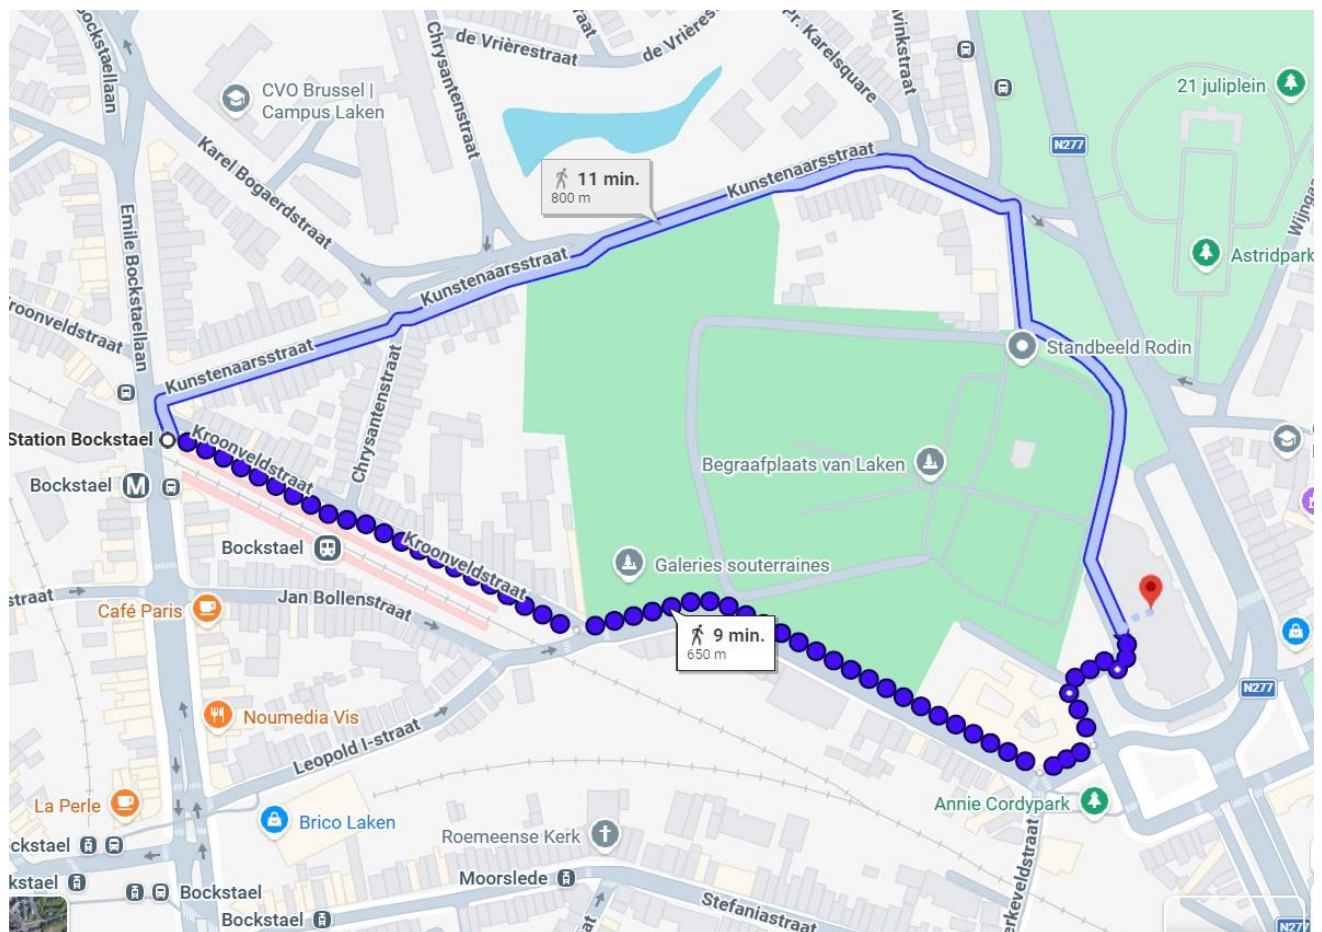 Bockstaellaan
de Vrièrestraat
de Vrières
Chrysantenstraat
Pr. Karelsquare
vinkstraat
21 juliplein
CVO Brussel |
Campus Laken
N277
Karel Bogaerdstraat
11 min.
800 m
Kunstenaarsstraat
Emile Bockstaellaan
Wijngaa
Astridpark
Kunstenaarsstraat
roonveldstraat
Kunstenaarsstraat
Standbeeld Rodin
Chrysantenstraat
Station Bockstael
Kroonveldstraat
Begraafplaats van Laken
Bockstael M
Bockstael
Kroonveldstraat
Galeries souterraines
straat
Jan Bollenstraat
Café Paris
9 min.
650 m
N277
Noumedia Vis
Leopold I-straat
La Perle
Annie Cordypark
Brico Laken
Roemeense Kerk
ckstael
Moorslede
kstael
Bockstael
Stefaniastraat
erkeveldstraat
Bockstael
N277